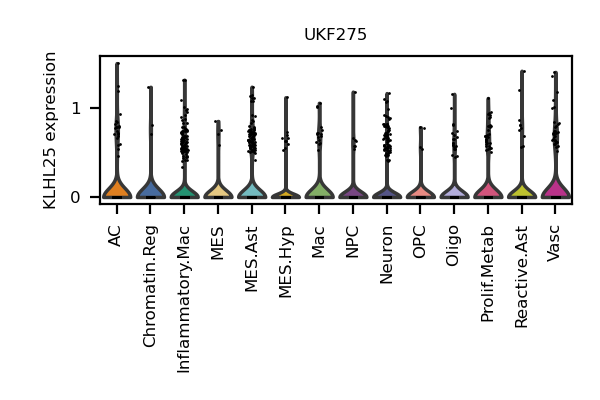 UKF275
KLHL25 expression
1
0
AC
Chromatin.Reg
Inflammatory.Mac
MES
MES.Ast
MES.Hyp
Mac
NPC
Neuron
OPC
Oligo
Prolif.Metab
Reactive.Ast
Vasc